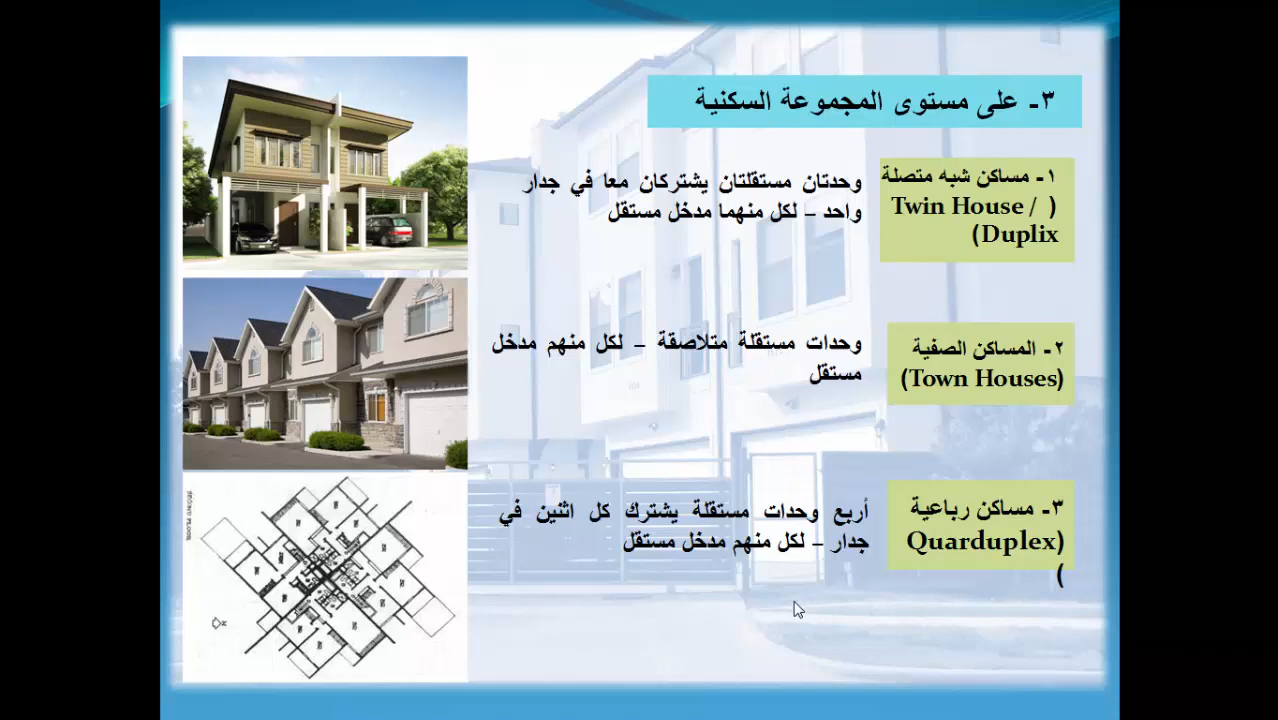 ٣- على مستوى المجموعة السكنية
١- مساكن شبه متصلة
( Twin House /
Duplix)
وحدتان مستقلتان يشتركان معا في جدار
واحد – لكل منهما مدخل مستقل
٢- المساكن الصفية
(Town Houses)
وحدات مستقلة متلاصقة – لكل منهم مدخل
مستقل
٣- مساكن رباعية
(Quarduplex
)
أربع وحدات مستقلة يشترك كل اثنين في
جدار – لكل منهم مدخل مستقل
SECOND FLOOR